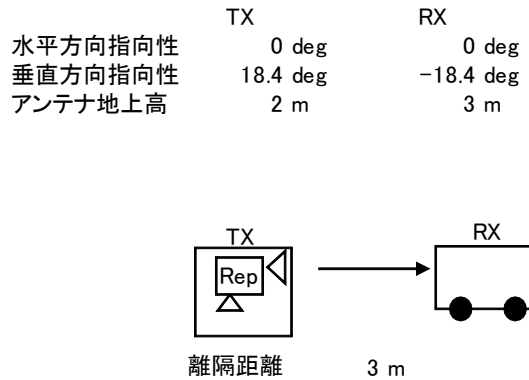 TX RX
水平方向指向性 0 deg 0 deg
垂直方向指向性 18.4 deg -18.4 deg
アンテナ地上高 2 m 3 m
TX RX
Rep
離隔距離 3 m